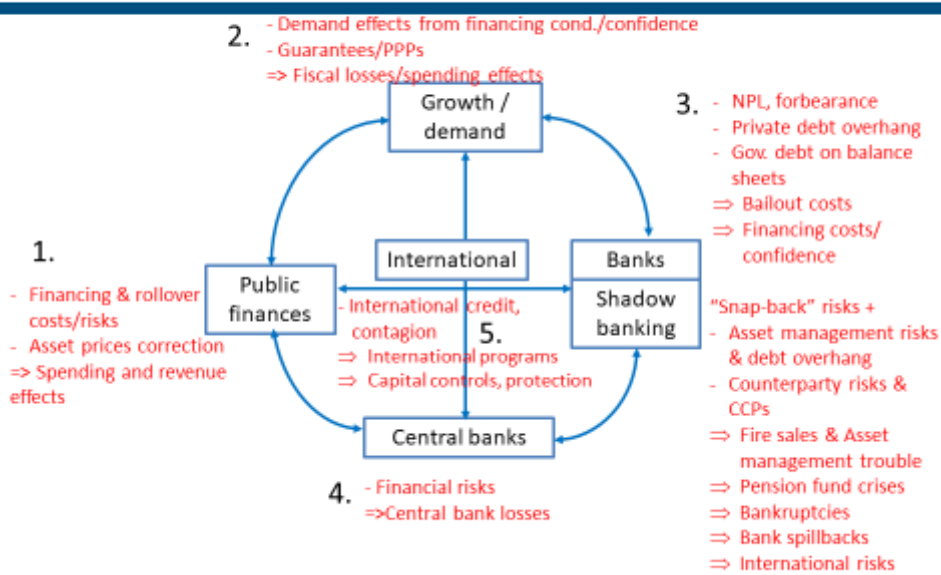 2.
- Demand effects from financing cond./confidence
- Guarantees/PPPs
=> Fiscal losses/spending effects
Growth /
demand
3.
- NPL, forbearance
- Private debt overhang
- Gov. debt on balance
sheets
⇒ Bailout costs
⇒ Financing costs/
confidence
1.
- Financing & rollover
costs/risks
- Asset prices correction
=> Spending and revenue
effects
Public
finances
International
- International credit,
contagion
5.
⇒ International programs
⇒ Capital controls, protection
Banks
Shadow
banking
"Snap-back" risks +
- Asset management risks
& debt overhang
- Counterparty risks &
CCPs
⇒ Fire sales & Asset
management trouble
⇒ Pension fund crises
⇒ Bankruptcies
⇒ Bank spillbacks
⇒ International risks
Central banks
4.
- Financial risks
=>Central bank losses